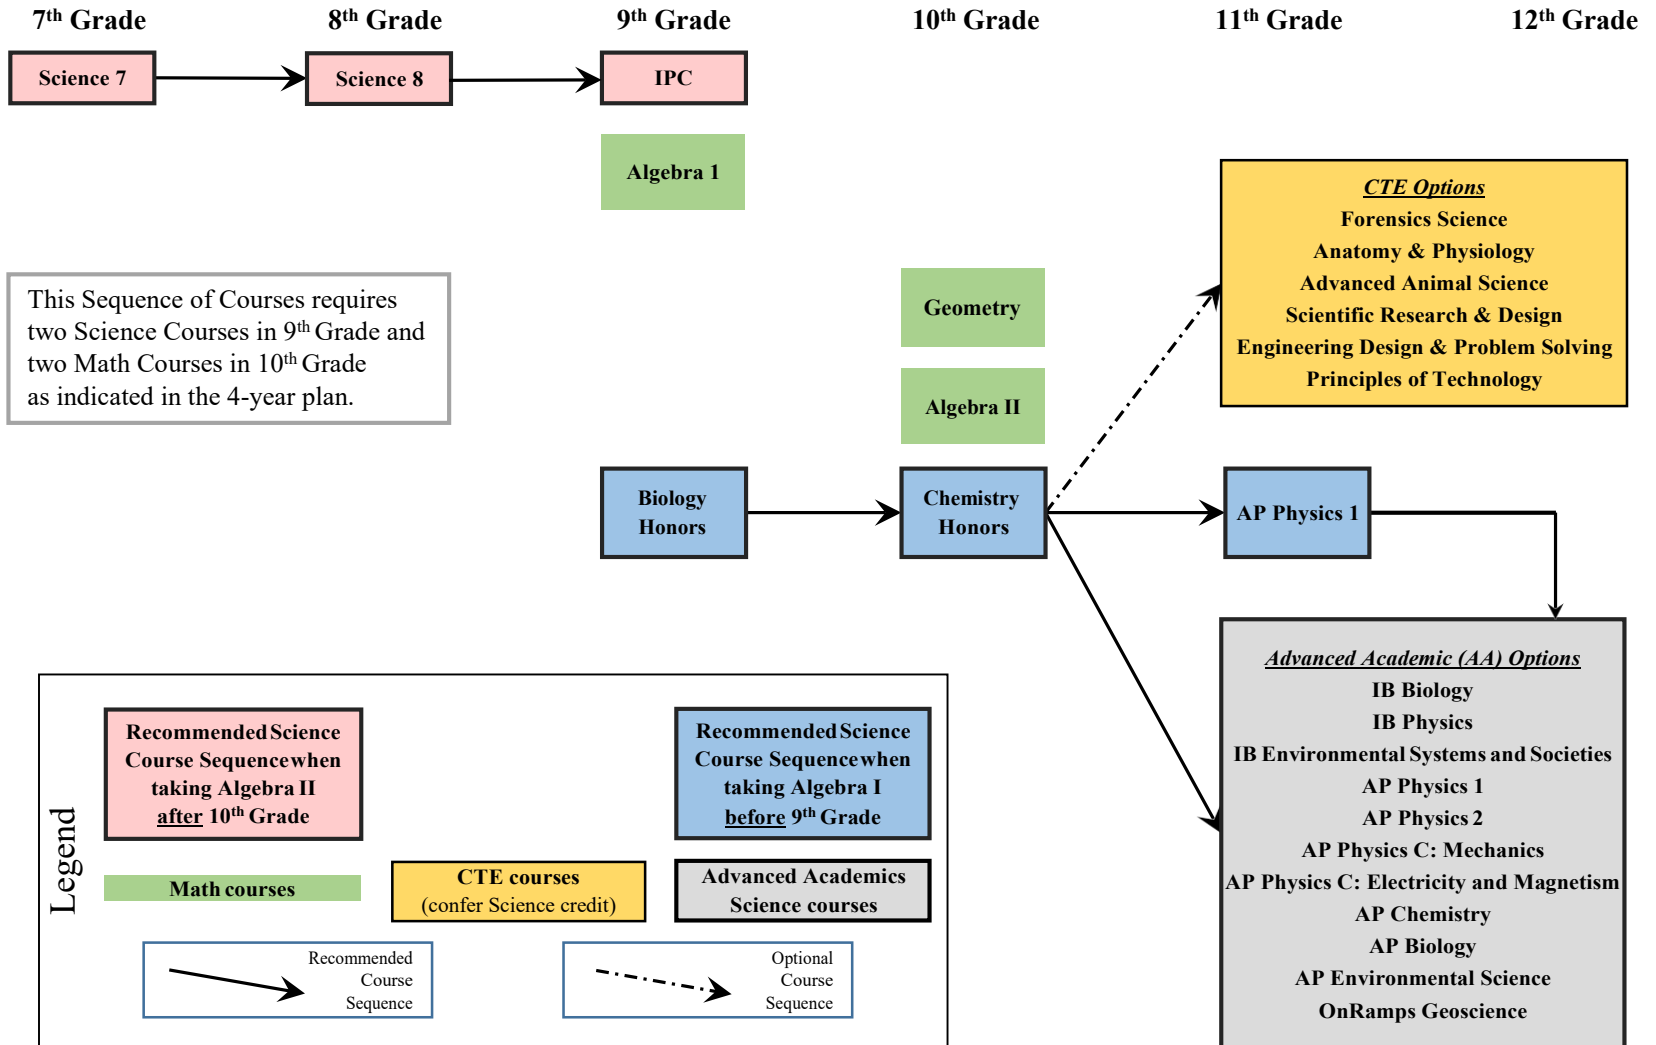 7th Grade
8th Grade
9th Grade
10th Grade
11th Grade
12th Grade
Science 7
Science 8
IPC
Algebra 1
CTE Options
Forensics Science
Anatomy & Physiology
Advanced Animal Science
Scientific Research & Design
Engineering Design & Problem Solving
Principles of Technology
This Sequence of Courses requires
two Science Courses in 9th Grade and
two Math Courses in 10th Grade
as indicated in the 4-year plan.
Geometry
Algebra II
Biology
Honors
Chemistry
Honors
AP Physics 1
Advanced Academic (AA) Options
IB Biology
IB Physics
IB Environmental Systems and Societies
AP Physics 1
AP Physics 2
AP Physics C: Mechanics
AP Physics C: Electricity and Magnetism
AP Chemistry
AP Biology
AP Environmental Science
OnRamps Geoscience
Legend
Recommended Science
Course Sequence when
taking Algebra II
after 10th Grade
Recommended Science
Course Sequence when
taking Algebra I
before 9th Grade
Math courses
CTE courses
(confer Science credit)
Advanced Academics
Science courses
Recommended
Course
Sequence
Optional
Course
Sequence